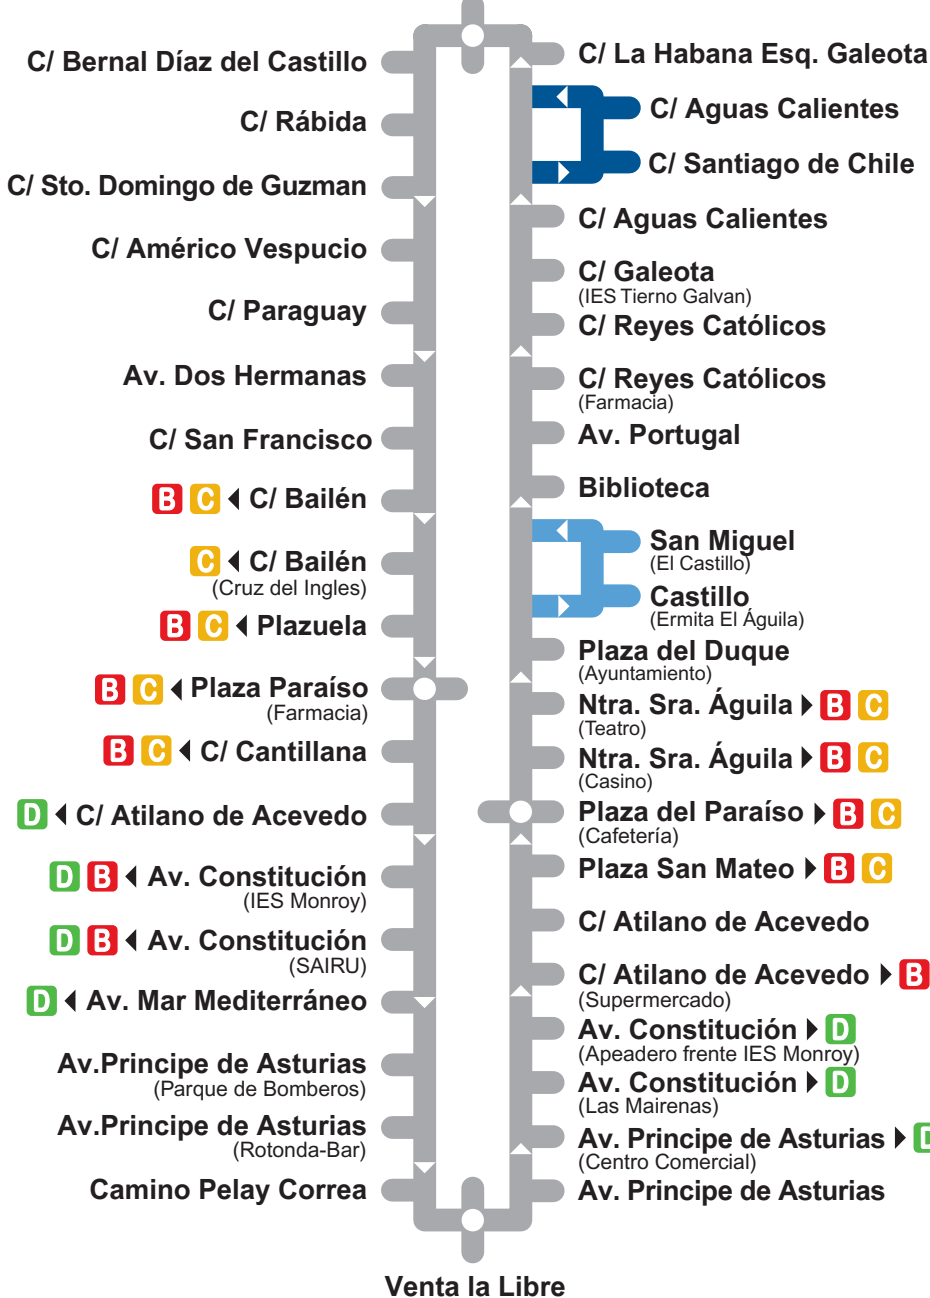 C/ Bernal Díaz del Castillo
C/ Rábida
C/ Sto. Domingo de Guzman
C/ Américo Vespucio
C/ Paraguay
Av. Dos Hermanas
C/ San Francisco
B C C/ Bailén
C C/ Bailén
(Cruz del Ingles)
B C Plazuela
B C Plaza Paraíso
(Farmacia)
B C C/ Cantillana
D C/ Atilano de Acevedo
D B Av. Constitución
(IES Monroy)
D B Av. Constitución
(SAIRU)
D Av. Mar Mediterráneo
Av.Principe de Asturias
(Parque de Bomberos)
Av.Principe de Asturias
(Rotonda-Bar)
Camino Pelay Correa
C/ La Habana Esq. Galeota
C/ Aguas Calientes
C/ Santiago de Chile
C/ Aguas Calientes
C/ Galeota
(IES Tierno Galvan)
C/ Reyes Católicos
C/ Reyes Católicos
(Farmacia)
Av. Portugal
Biblioteca
San Miguel
(El Castillo)
Castillo
(Ermita El Águila)
Plaza del Duque
(Ayuntamiento)
Ntra. Sra. Águila B C
(Teatro)
Ntra. Sra. Águila B C
(Casino)
Plaza del Paraíso B C
(Cafetería)
Plaza San Mateo B C
C/ Atilano de Acevedo
C/ Atilano de Acevedo B
(Supermercado)
Av. Constitución D
(Apeadero frente IES Monroy)
Av. Constitución D
(Las Mairenas)
Av. Principe de Asturias D
(Centro Comercial)
Av. Principe de Asturias
Venta la Libre